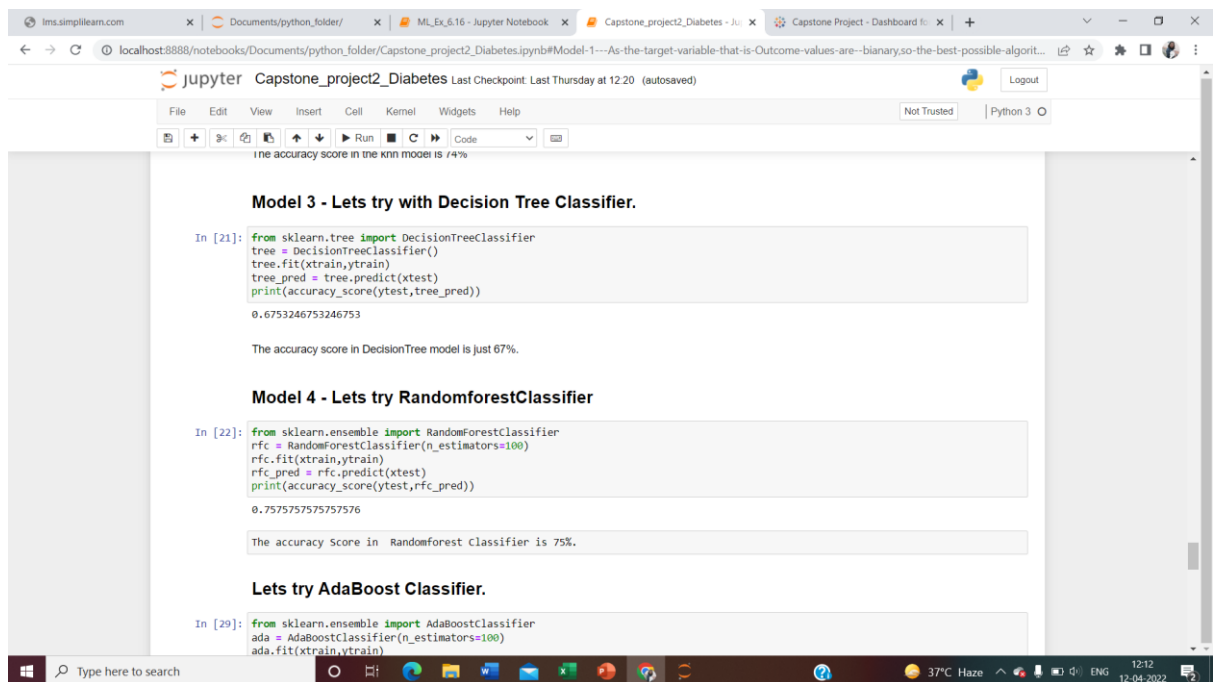 lms.simplilearn.com
Documents/python_folder/
ML_Ex_6.16 - Jupyter Notebook
Capstone_project2_Diabetes - Ju
Capstone Project - Dashboard fo
localhost:8888/notebooks/Documents/python_folder/Capstone_project2_Diabetes.ipynb#Model-1---As-the-target-variable-that-is-Outcome-values-are--bianary,so-the-best-possible-algorit...
jupyter Capstone_project2_Diabetes Last Checkpoint: Last Thursday at 12:20 (autosaved)
Logout
File Edit View Insert Cell Kernel Widgets Help
Not Trusted
Python 3
Run
Code
The accuracy score in the knn model is 74%
Model 3 - Lets try with Decision Tree Classifier.
In [21]: from sklearn.tree import DecisionTreeClassifier
tree = DecisionTreeClassifier()
tree.fit(xtrain,ytrain)
tree_pred = tree.predict(xtest)
print(accuracy_score(ytest,tree_pred))
0.6753246753246753
The accuracy score in DecisionTree model is just 67%.
Model 4 - Lets try RandomforestClassifier
In [22]: from sklearn.ensemble import RandomForestClassifier
rfc = RandomForestClassifier(n_estimators=100)
rfc.fit(xtrain,ytrain)
rfc_pred = rfc.predict(xtest)
print(accuracy_score(ytest,rfc_pred))
0.7575757575757576
The accuracy Score in  Randomforest Classifier is 75%.
Lets try AdaBoost Classifier.
In [29]: from sklearn.ensemble import AdaBoostClassifier
ada = AdaBoostClassifier(n_estimators=100)
ada.fit(xtrain,ytrain)
Type here to search
37°C Haze
ENG
12:12
12-04-2022